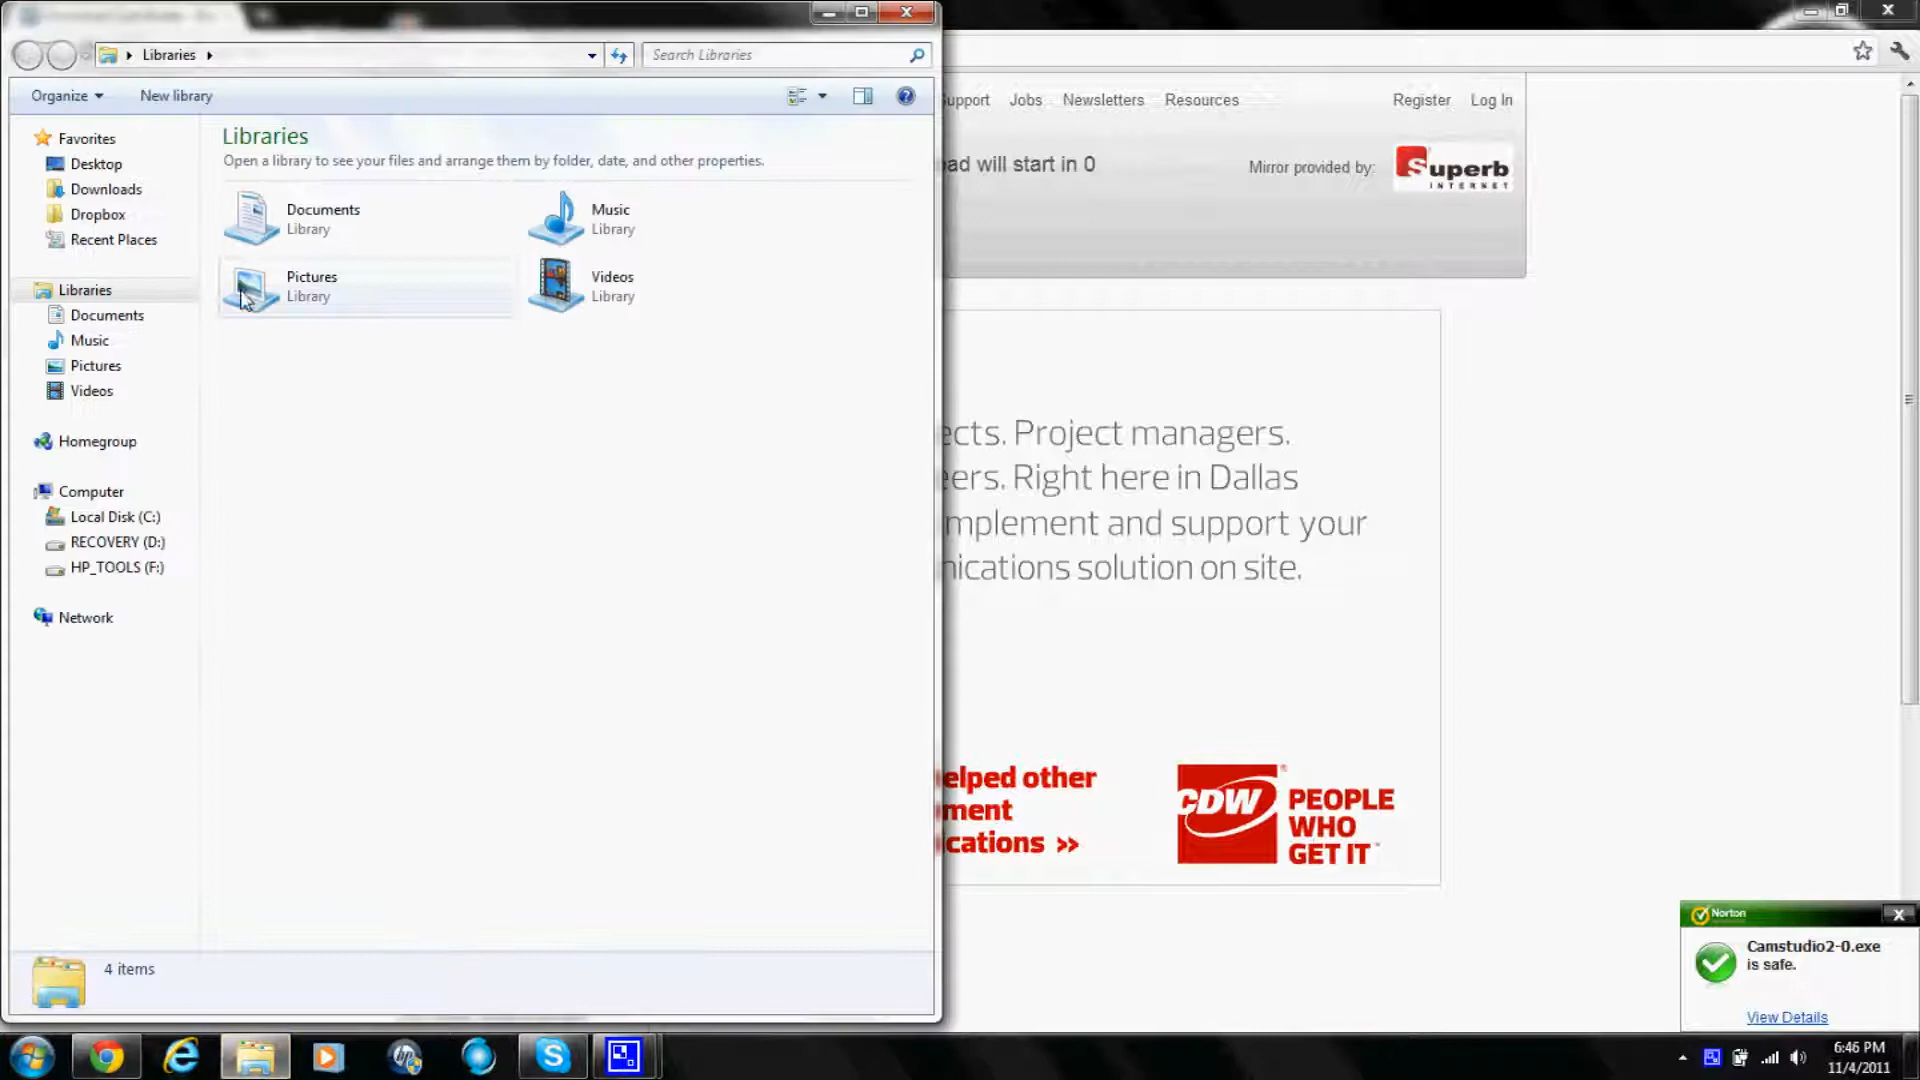 Libraries
Search Libraries
Organize
New library
Favorites
Desktop
Downloads
Dropbox
Recent Places
Libraries
Documents
Music
Pictures
Videos
Homegroup
Computer
Local Disk (C:)
RECOVERY (D:)
HP_TOOLS (F:)
Network
Libraries
Open a library to see your files and arrange them by folder, date, and other properties.
Documents
Library
Music
Library
Pictures
Library
Videos
Library
4 items
upport Jobs Newsletters Resources
Register Log In
ad will start in 0
Mirror provided by:
Superb
INTERNET
ects. Project managers.
eers. Right here in Dallas
mplement and support your
nications solution on site.
elped other
ment
cations >>
CDW
PEOPLE
WHO
GET IT
Norton
Camstudio2-0.exe
is safe.
View Details
hp
6:46 PM
11/4/2011